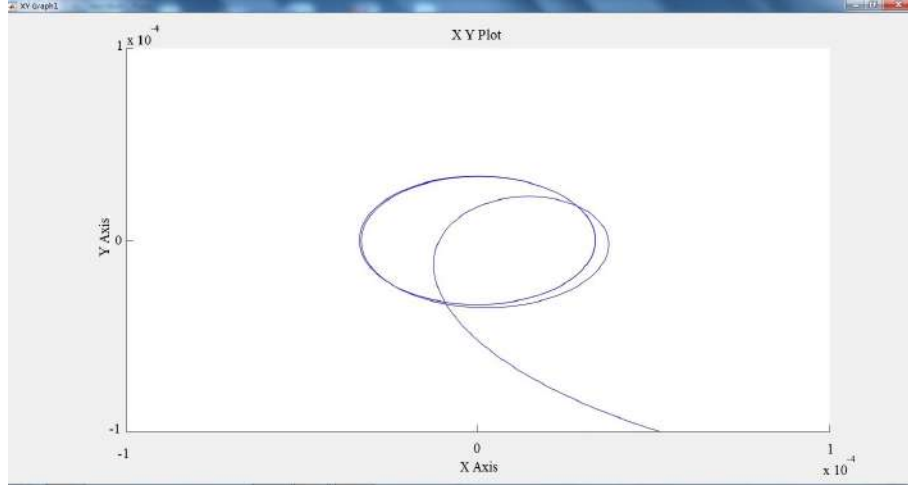 XY Graph1
X Y Plot
1 x 10^-4
Y Axis
0
-1
-1
0
1
X Axis
x 10^-4